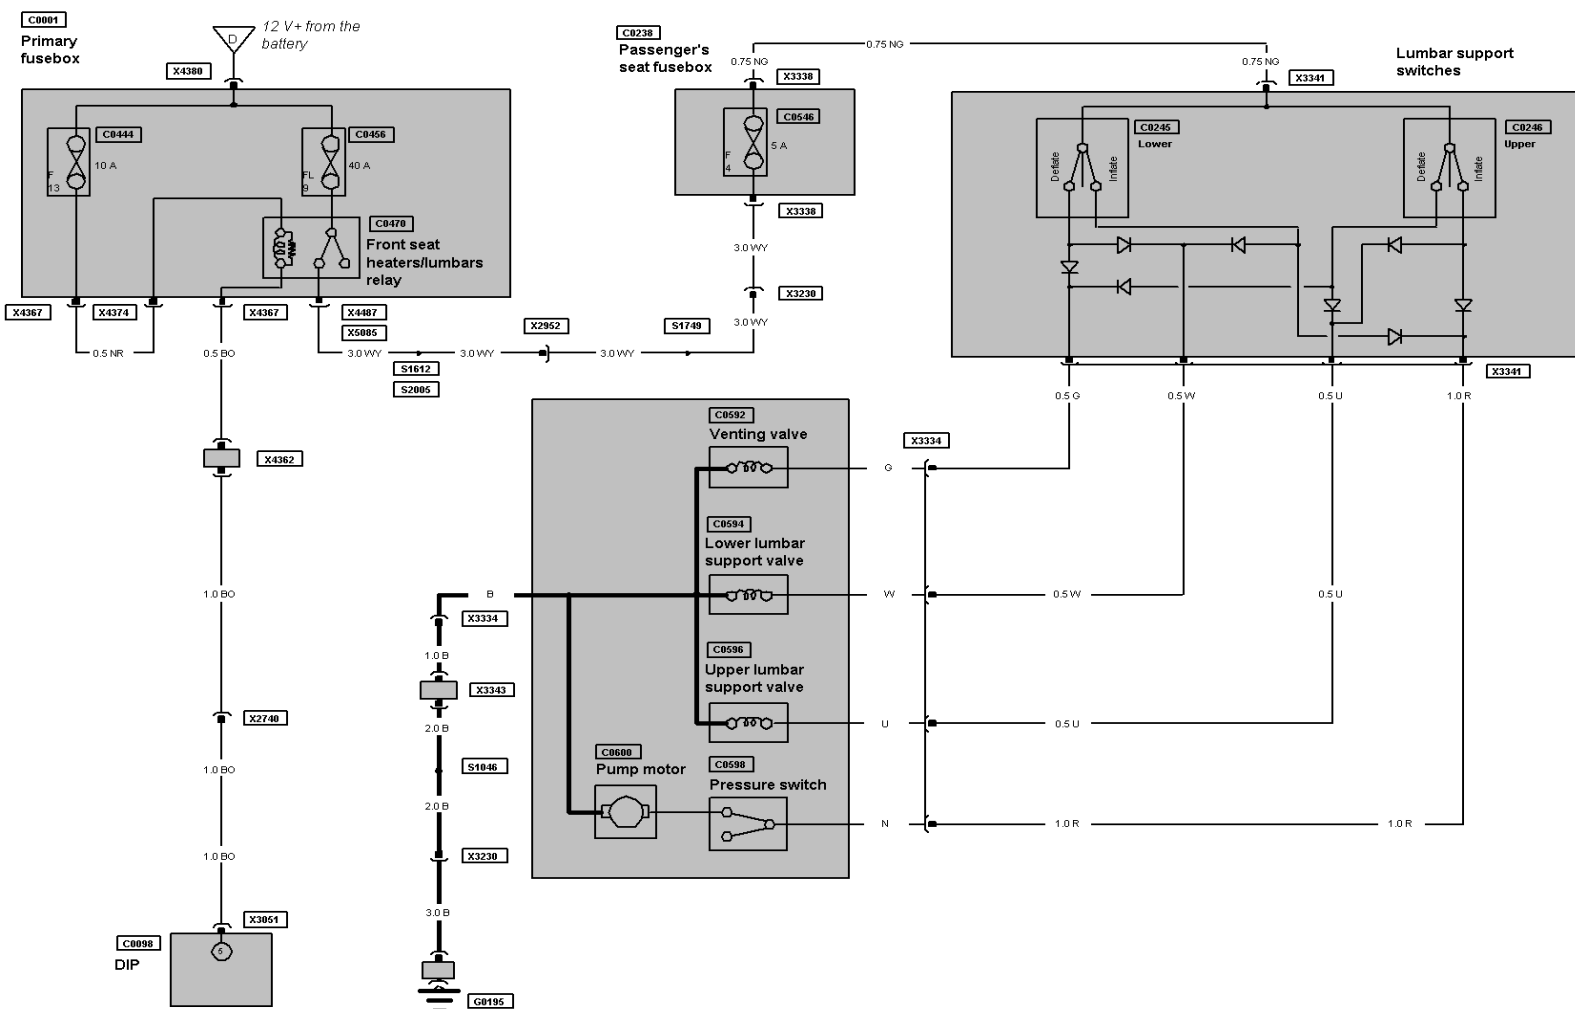 C0001
Primary
fusebox
D
12 V+ from the
battery
X4380
C0444
10 A
F
13
C0456
40 A
FL
9
C0470
Front seat
heaters/lumbars
relay
X4367
X4374
X4367
X4487
X5085
0.5 NR
0.5 BO
3.0 WY
S1612
S2005
3.0 WY
X2952
3.0 WY
S1749
C0238
Passenger's
seat fusebox
0.75 NG
X3338
C0546
5 A
F
4
X3338
3.0 WY
X3230
3.0 WY
0.75 NG
0.75 NG
X3341
Lumbar support
switches
C0245
Lower
Deflate
Inflate
C0246
Upper
Deflate
Inflate
X3341
0.5 G
0.5 W
0.5 U
1.0 R
X4362
1.0 BO
X2740
1.0 BO
1.0 BO
X3051
C0098
DIP
5
B
X3334
1.0 B
X3343
2.0 B
S1046
2.0 B
X3230
3.0 B
G0195
C0592
Venting valve
G
X3334
C0594
Lower lumbar
support valve
W
0.5 W
0.5 U
C0596
Upper lumbar
support valve
U
0.5 U
C0600
Pump motor
C0598
Pressure switch
N
1.0 R
1.0 R